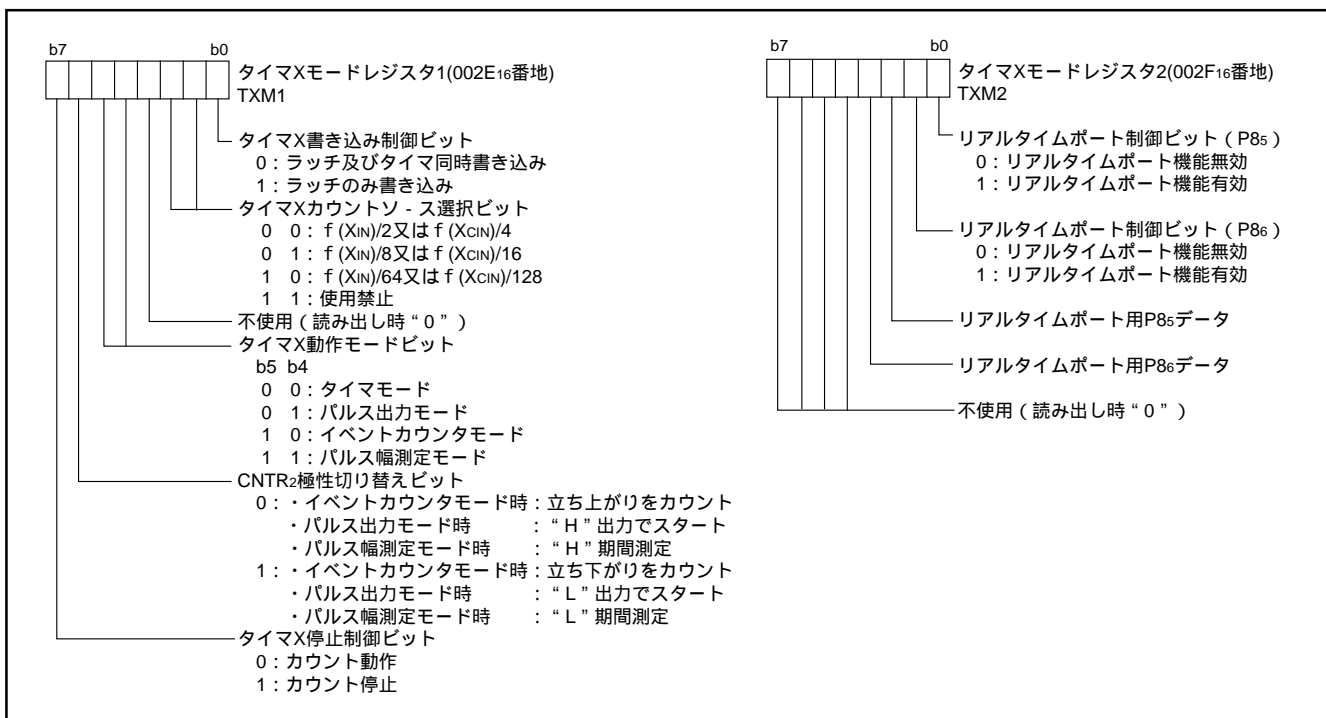 b7 b0
タイマXモードレジスタ1(002E16番地)
TXM1
タイマX書き込み制御ビット
0：ラッチ及びタイマ同時書き込み
1：ラッチのみ書き込み
タイマXカウントソ - ス選択ビット
0 0：f(XIN)/2又はf(XCIN)/4
0 1：f(XIN)/8又はf(XCIN)/16
1 0：f(XIN)/64又はf(XCIN)/128
1 1：使用禁止
不使用（読み出し時“0”）
タイマX動作モードビット
b5 b4
0 0：タイマモード
0 1：パルス出力モード
1 0：イベントカウンタモード
1 1：パルス幅測定モード
CNTR2極性切り替えビット
0：・イベントカウンタモード時：立ち上がりをカウント
・パルス出力モード時 ：“H”出力でスタート
・パルス幅測定モード時 ：“H”期間測定
1：・イベントカウンタモード時：立ち下がりをカウント
・パルス出力モード時 ：“L”出力でスタート
・パルス幅測定モード時 ：“L”期間測定
タイマX停止制御ビット
0：カウント動作
1：カウント停止
b7 b0
タイマXモードレジスタ2(002F16番地)
TXM2
リアルタイムポート制御ビット（P85）
0：リアルタイムポート機能無効
1：リアルタイムポート機能有効
リアルタイムポート制御ビット（P86）
0：リアルタイムポート機能無効
1：リアルタイムポート機能有効
リアルタイムポート用P85データ
リアルタイムポート用P86データ
不使用（読み出し時“0”）